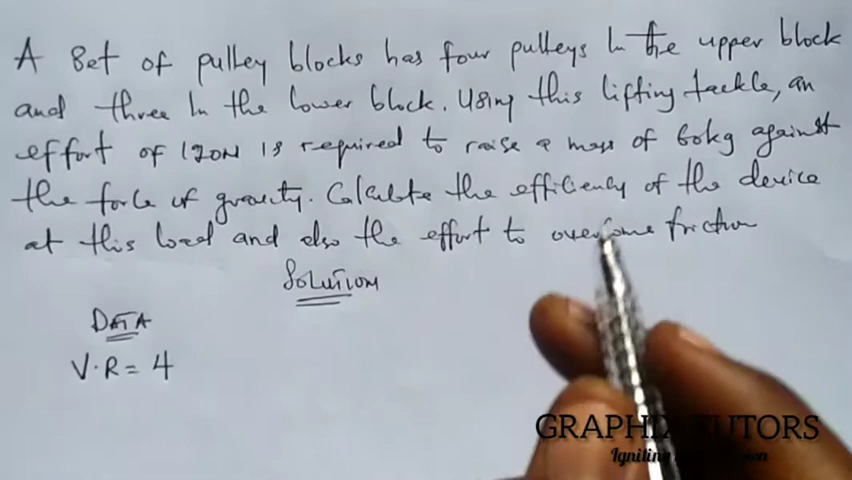 A set of pulley blocks has four pulleys in the upper block
and three in the lower block. Using this lifting tackle, an
effort of 120N is required to raise a mass of 60kg against
the force of gravity. Calculate the efficiency of the device
at this load and also the effort to overcome friction
SOLUTION
DATA
V.R = 4
GRAPHIX TUTORS
Igniting